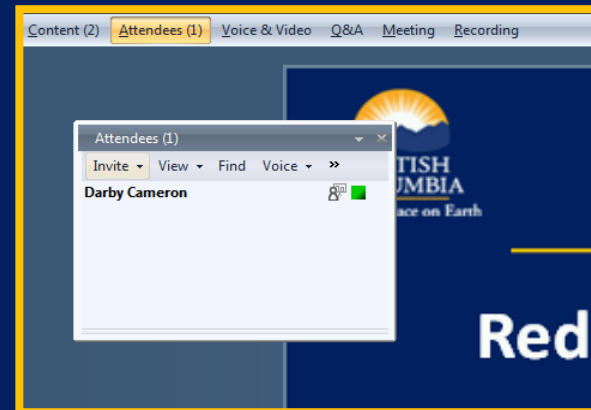 Content (2) Attendees (1) Voice & Video Q&A Meeting Recording
Attendees (1)
Invite View Find Voice »
Darby Cameron
TISH
UMBIA
ace on Earth
Red